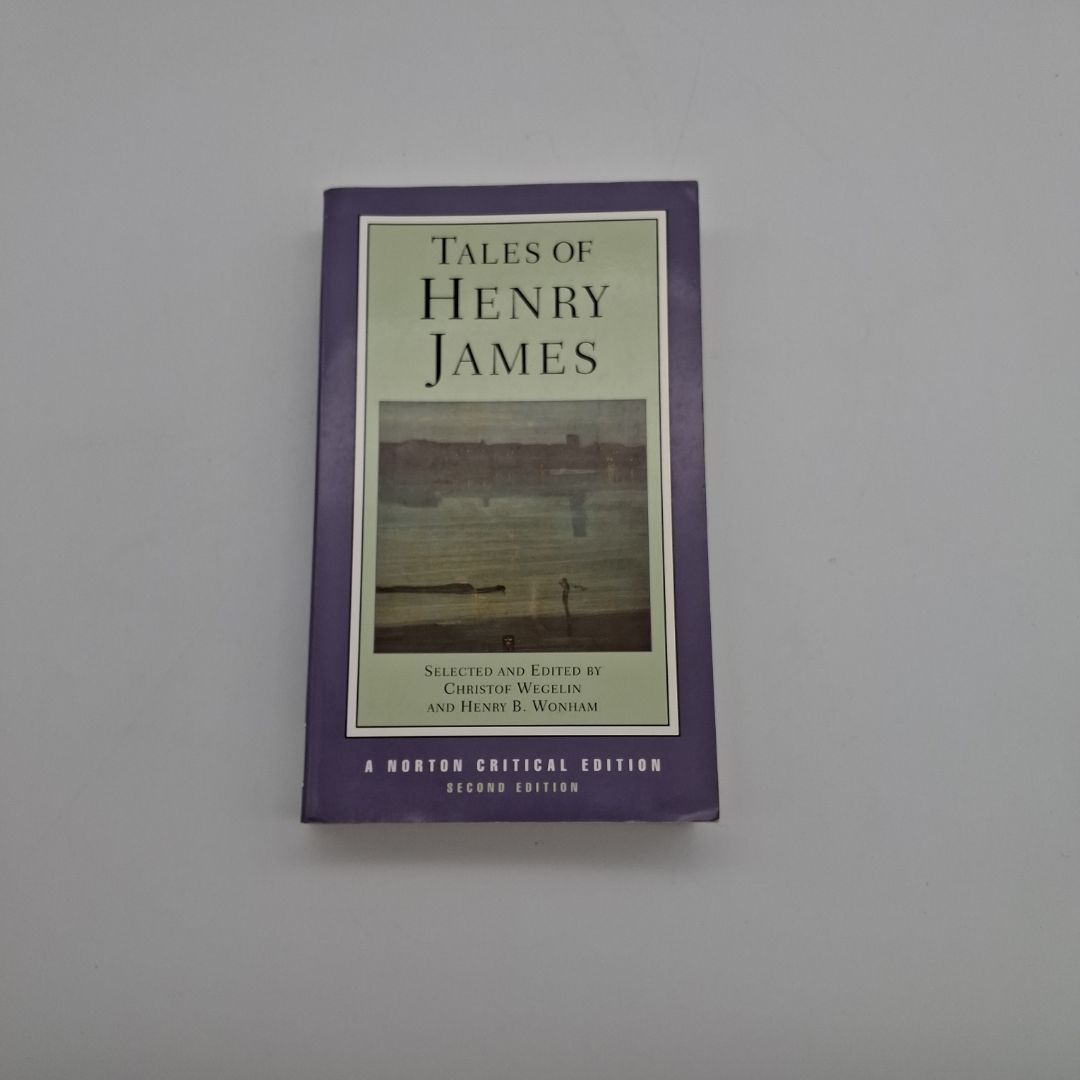 TALES OF
HENRY
JAMES
SELECTED AND EDITED BY
CHRISTOF WEGELIN
AND HENRY B. WONHAM
A NORTON CRITICAL EDITION
SECOND EDITION